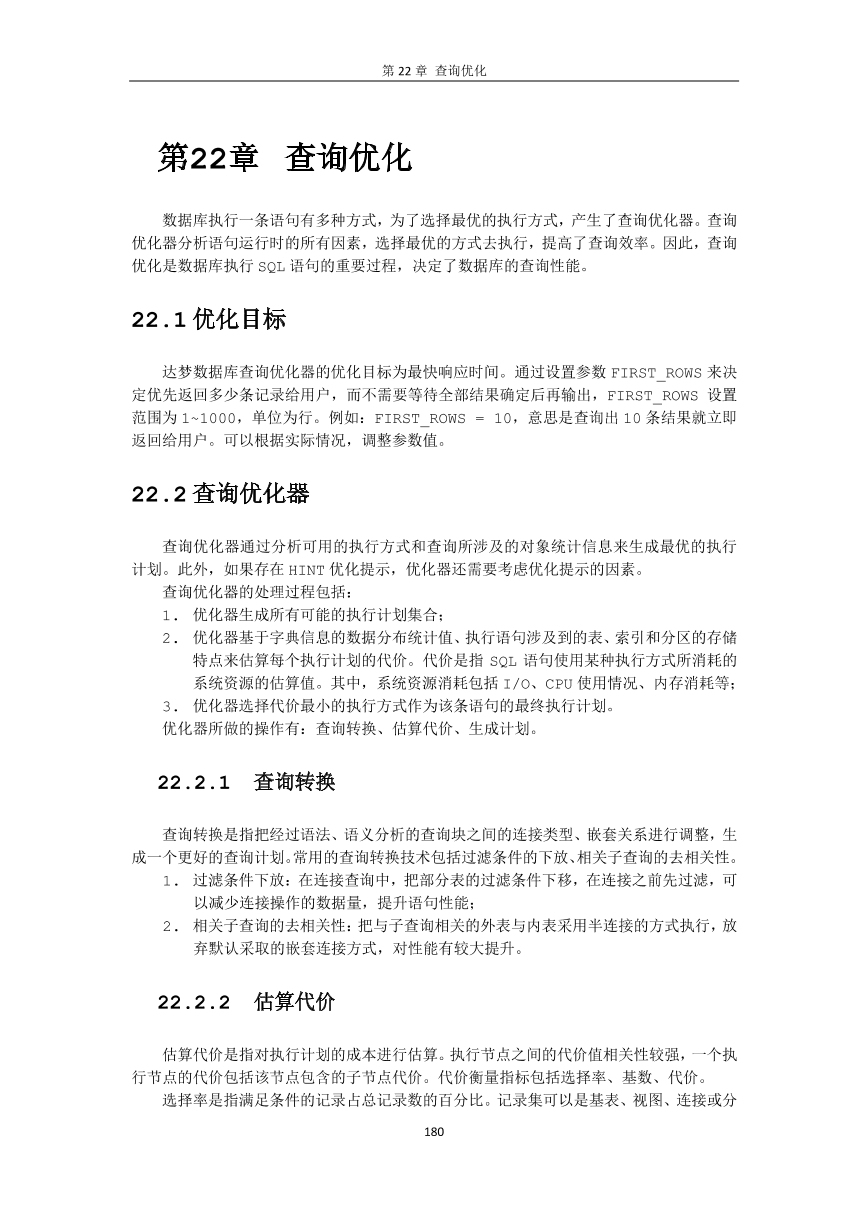 第 22 章 查询优化
第22章 查询优化
数据库执行一条语句有多种方式，为了选择最优的执行方式，产生了查询优化器。查询
优化器分析语句运行时的所有因素，选择最优的方式去执行，提高了查询效率。因此，查询
优化是数据库执行 SQL 语句的重要过程，决定了数据库的查询性能。
22.1 优化目标
达梦数据库查询优化器的优化目标为最快响应时间。通过设置参数 FIRST_ROWS 来决
定优先返回多少条记录给用户，而不需要等待全部结果确定后再输出，FIRST_ROWS 设置
范围为 1~1000，单位为行。例如：FIRST_ROWS = 10，意思是查询出 10 条结果就立即
返回给用户。可以根据实际情况，调整参数值。
22.2 查询优化器
查询优化器通过分析可用的执行方式和查询所涉及的对象统计信息来生成最优的执行
计划。此外，如果存在 HINT 优化提示，优化器还需要考虑优化提示的因素。
查询优化器的处理过程包括：
1. 优化器生成所有可能的执行计划集合；
2. 优化器基于字典信息的数据分布统计值、执行语句涉及到的表、索引和分区的存储
特点来估算每个执行计划的代价。代价是指 SQL 语句使用某种执行方式所消耗的
系统资源的估算值。其中，系统资源消耗包括 I/O、CPU 使用情况、内存消耗等；
3. 优化器选择代价最小的执行方式作为该条语句的最终执行计划。
优化器所做的操作有：查询转换、估算代价、生成计划。
22.2.1 查询转换
查询转换是指把经过语法、语义分析的查询块之间的连接类型、嵌套关系进行调整，生
成一个更好的查询计划。常用的查询转换技术包括过滤条件的下放、相关子查询的去相关性。
1. 过滤条件下放：在连接查询中，把部分表的过滤条件下移，在连接之前先过滤，可
以减少连接操作的数据量，提升语句性能；
2. 相关子查询的去相关性：把与子查询相关的外表与内表采用半连接的方式执行，放
弃默认采取的嵌套连接方式，对性能有较大提升。
22.2.2 估算代价
估算代价是指对执行计划的成本进行估算。执行节点之间的代价值相关性较强，一个执
行节点的代价包括该节点包含的子节点代价。代价衡量指标包括选择率、基数、代价。
选择率是指满足条件的记录占总记录数的百分比。记录集可以是基表、视图、连接或分
180